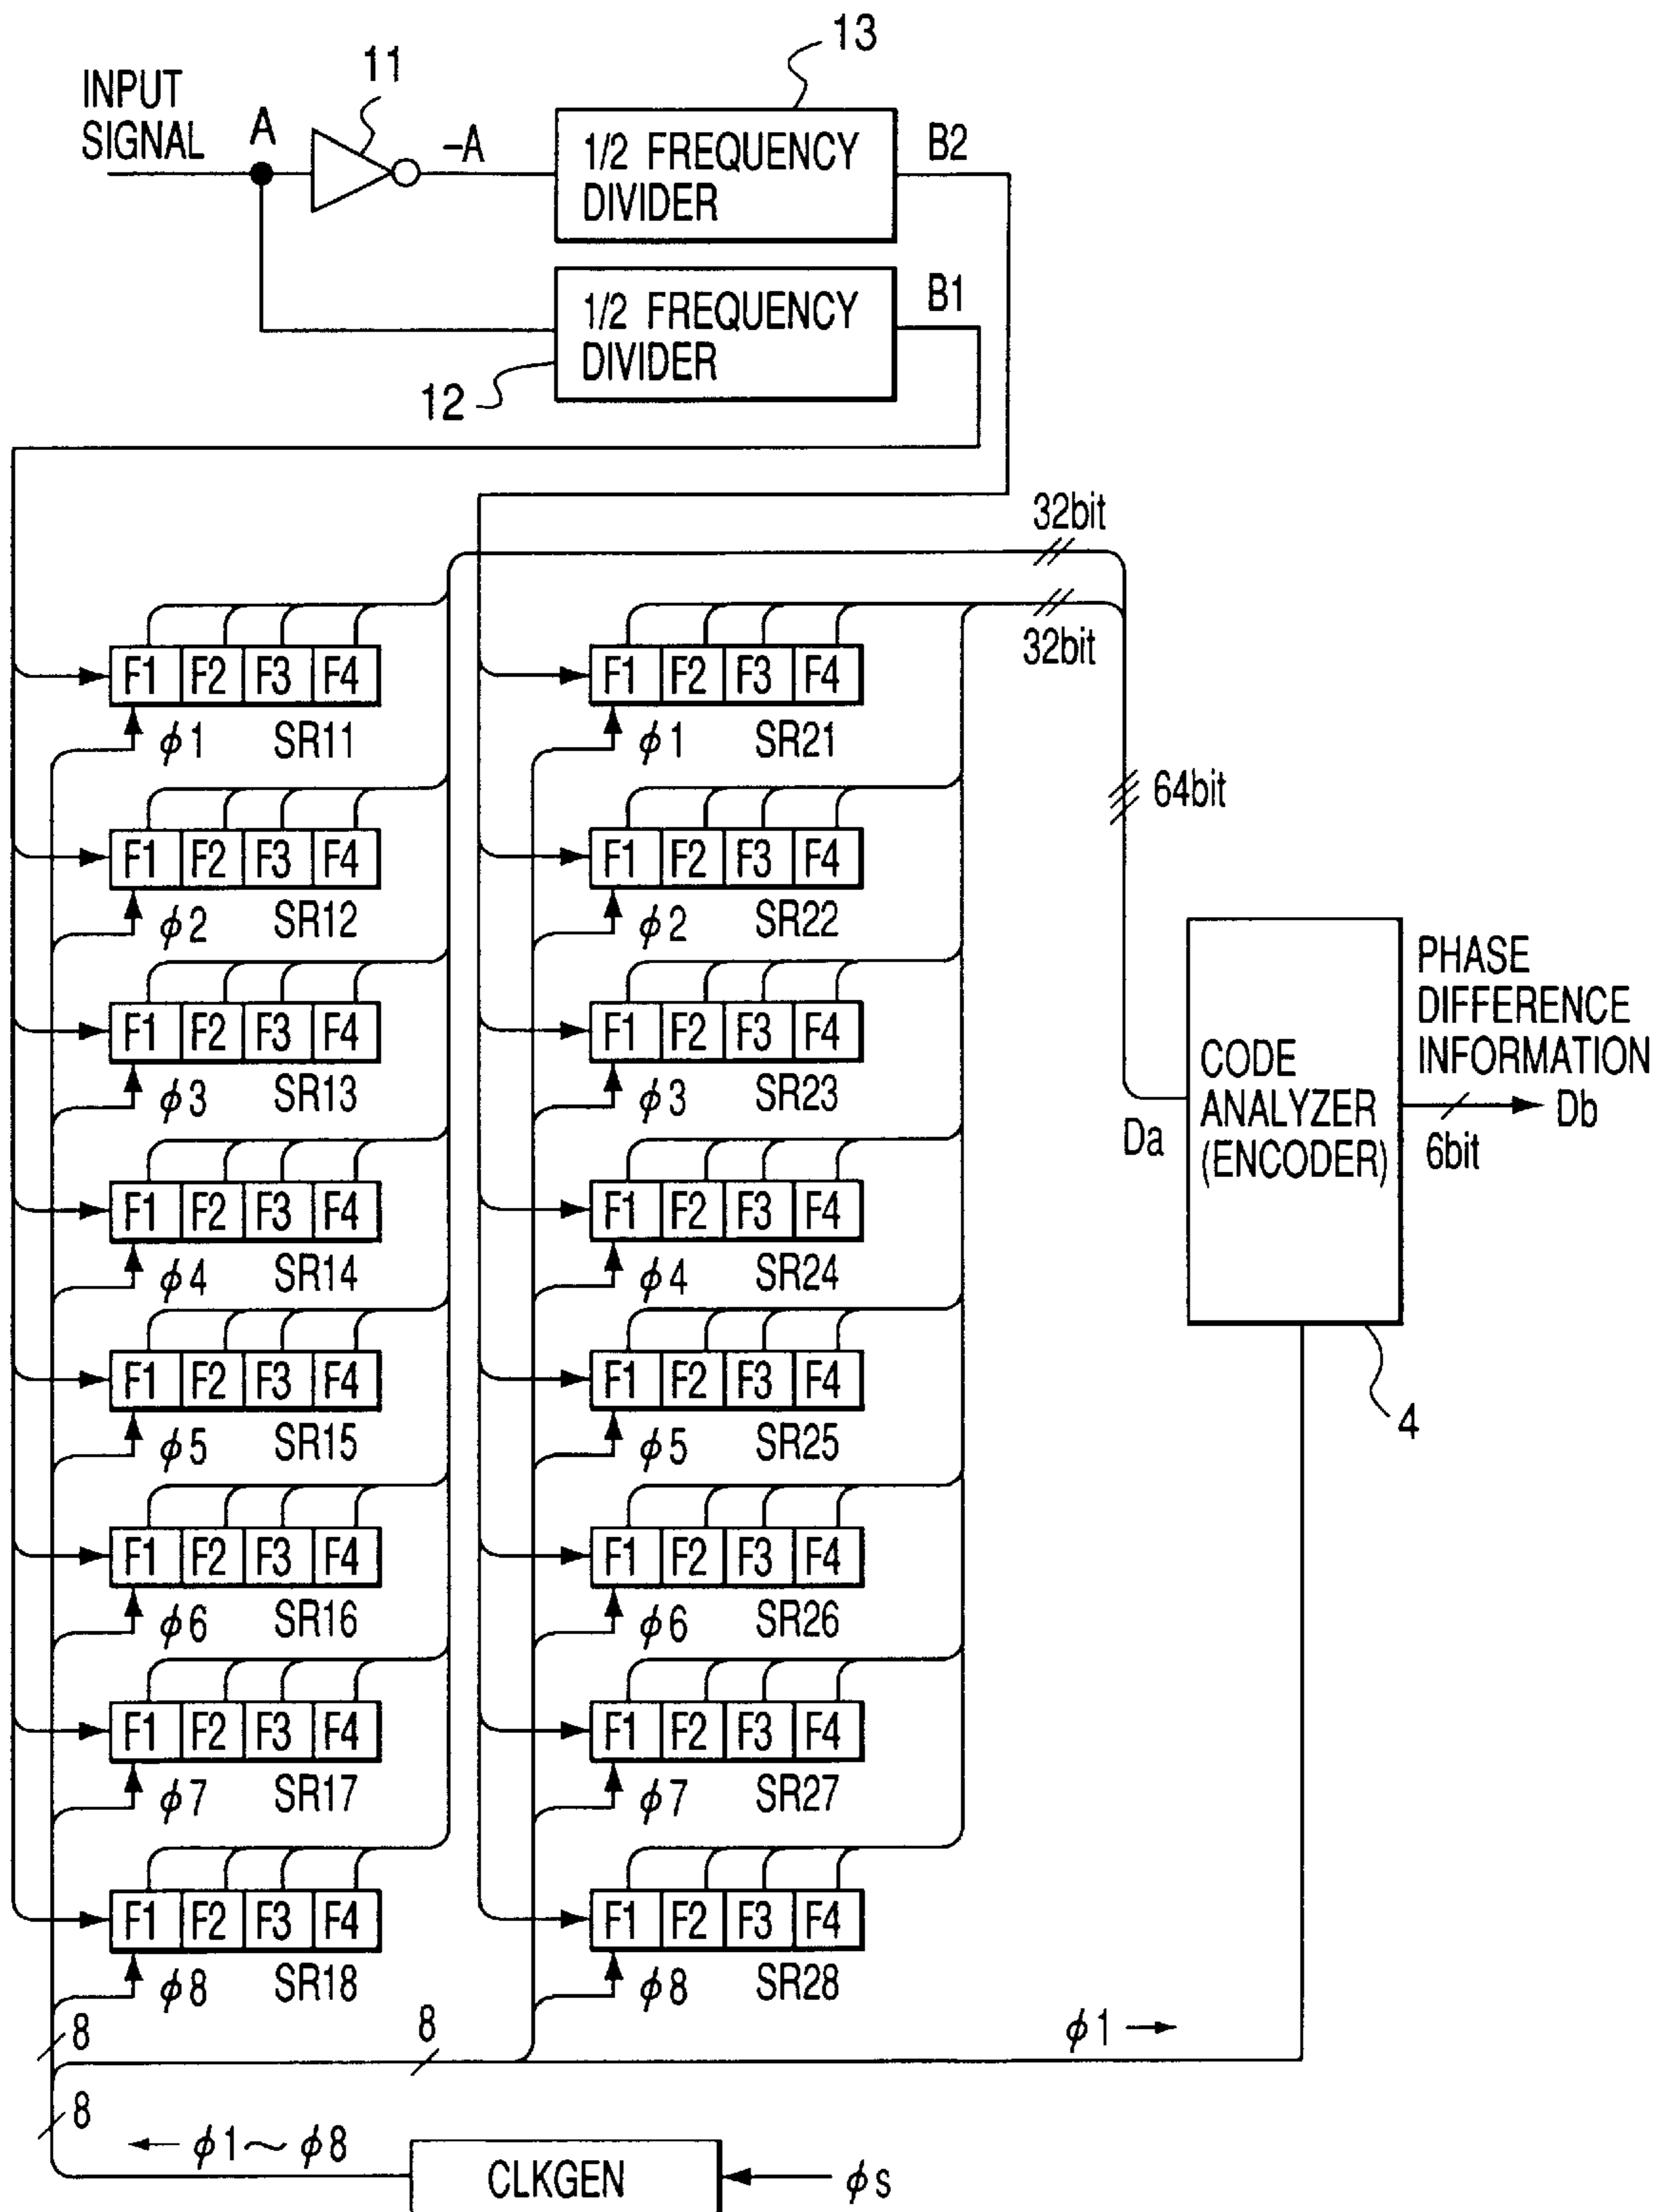 INPUT
SIGNAL
A
11
-A
13
1/2 FREQUENCY
DIVIDER
B2
1/2 FREQUENCY
DIVIDER
B1
12
32bit
32bit
64bit
F1 F2 F3 F4
φ1 SR11
F1 F2 F3 F4
φ1 SR21
F1 F2 F3 F4
φ2 SR12
F1 F2 F3 F4
φ2 SR22
F1 F2 F3 F4
φ3 SR13
F1 F2 F3 F4
φ3 SR23
F1 F2 F3 F4
φ4 SR14
F1 F2 F3 F4
φ4 SR24
F1 F2 F3 F4
φ5 SR15
F1 F2 F3 F4
φ5 SR25
F1 F2 F3 F4
φ6 SR16
F1 F2 F3 F4
φ6 SR26
F1 F2 F3 F4
φ7 SR17
F1 F2 F3 F4
φ7 SR27
F1 F2 F3 F4
φ8 SR18
F1 F2 F3 F4
φ8 SR28
Da
CODE
ANALYZER
(ENCODER)
4
PHASE
DIFFERENCE
INFORMATION
Db
6bit
8
8
φ1
8
φ1~φ8
CLKGEN
φs